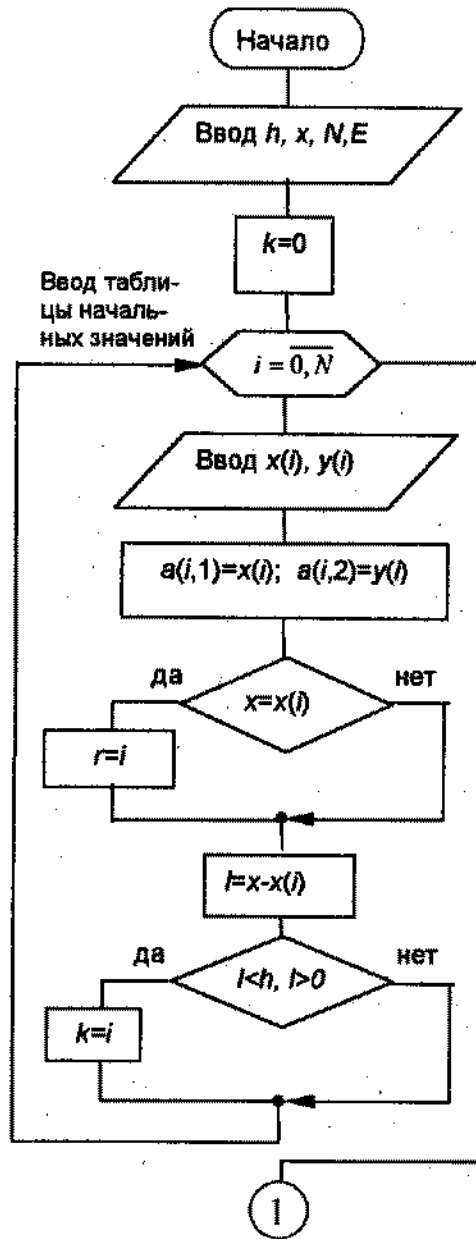 Начало
Ввод h, x, N,E
k=0
Ввод табли-
цы началь-
ных значений
i = 0, N
Ввод x(i), y(i)
a(i,1)=x(i); a(i,2)=y(i)
да
нет
x=x(i)
r=i
l=x-x(i)
да
нет
l<h, l>0
k=i
1